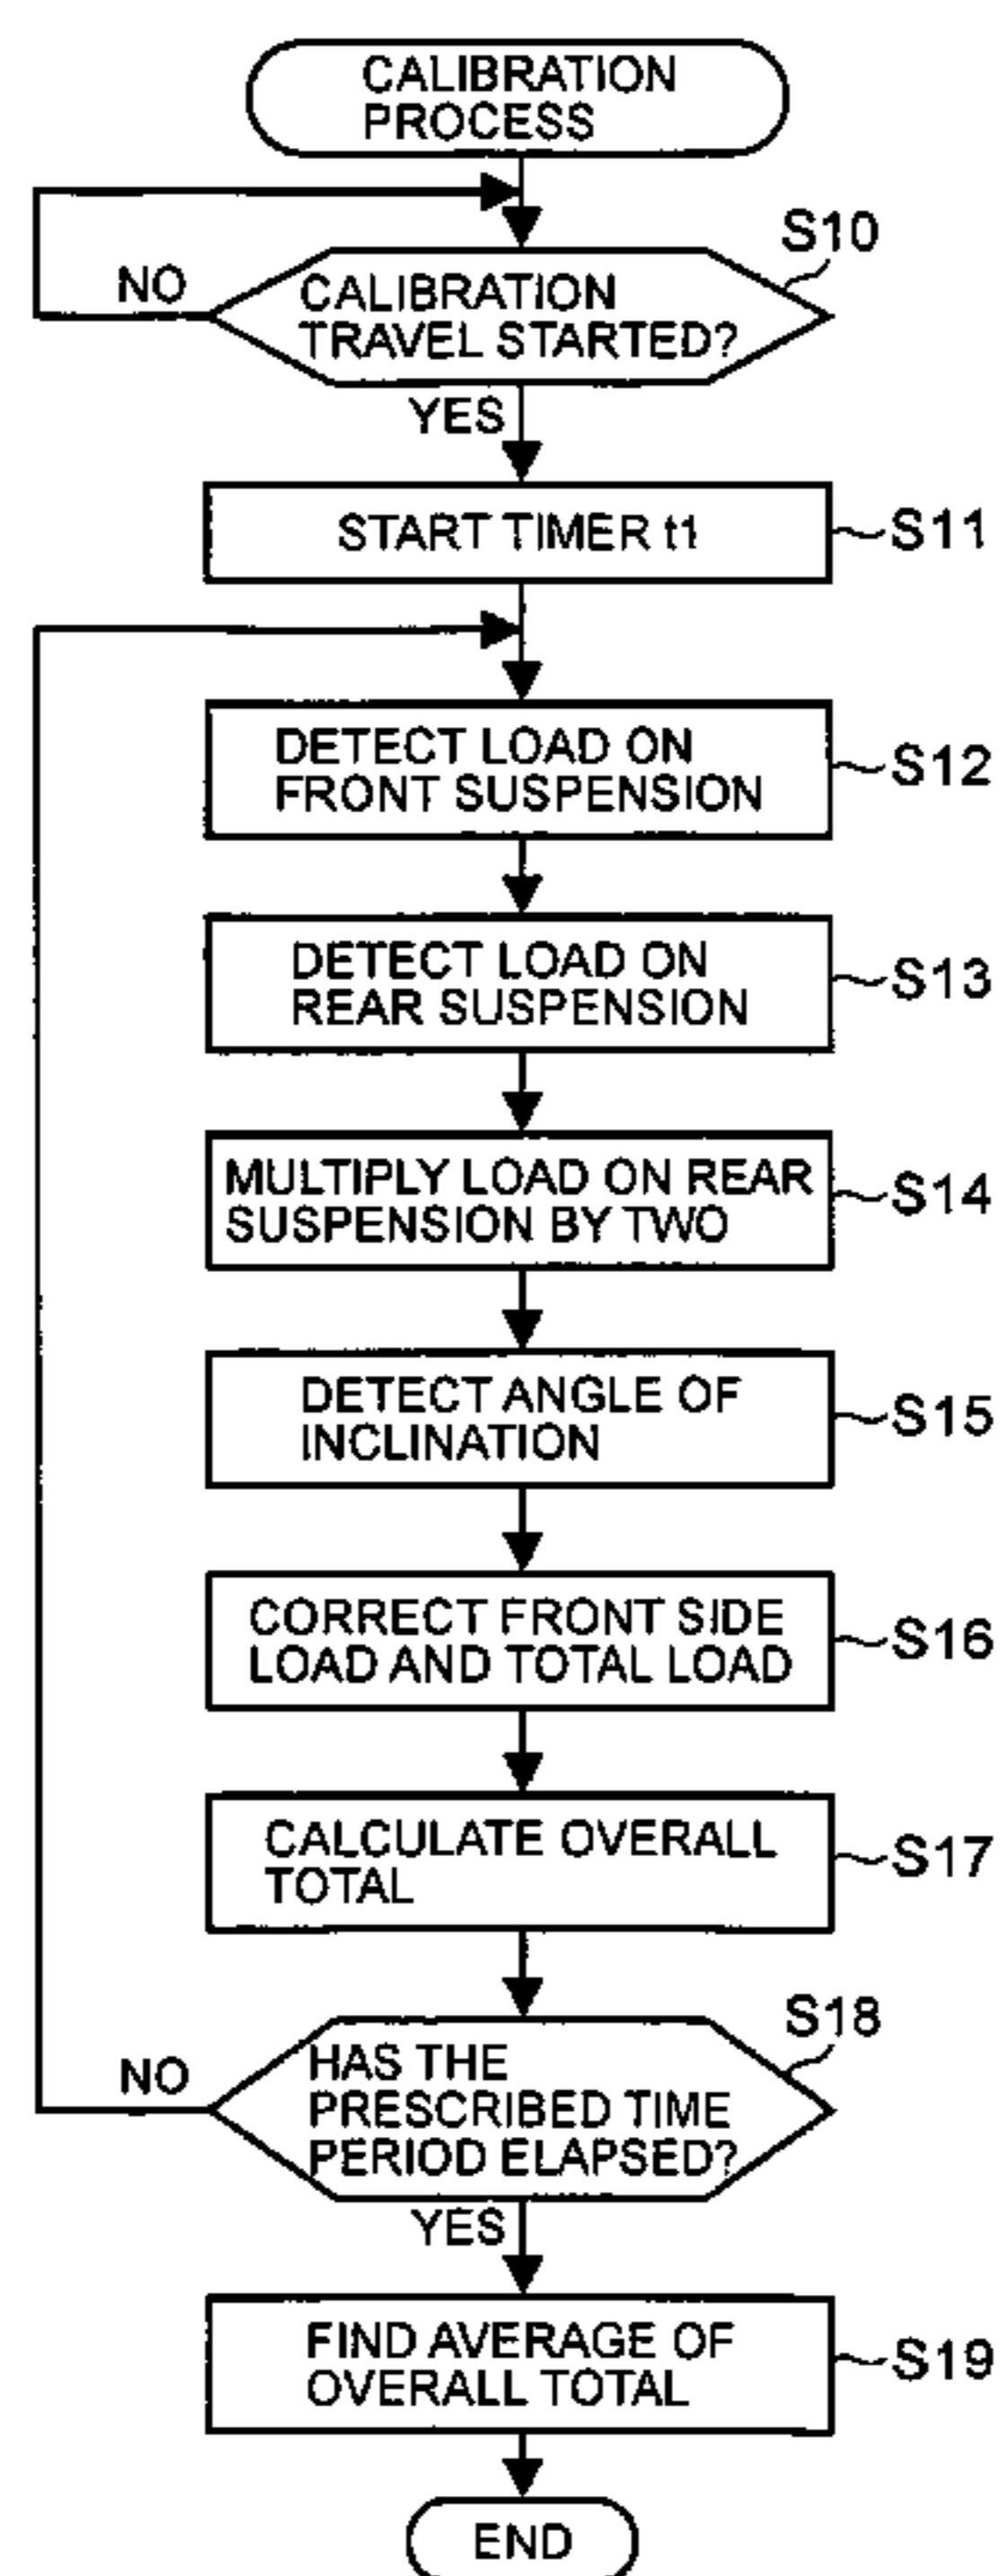 CALIBRATION
PROCESS
S10
NO
CALIBRATION
TRAVEL STARTED?
YES
START TIMER t1
S11
DETECT LOAD ON
FRONT SUSPENSION
S12
DETECT LOAD ON
REAR SUSPENSION
S13
MULTIPLY LOAD ON REAR
SUSPENSION BY TWO
S14
DETECT ANGLE OF
INCLINATION
S15
CORRECT FRONT SIDE
LOAD AND TOTAL LOAD
S16
CALCULATE OVERALL
TOTAL
S17
S18
NO
HAS THE
PRESCRIBED TIME
PERIOD ELAPSED?
YES
FIND AVERAGE OF
OVERALL TOTAL
S19
END